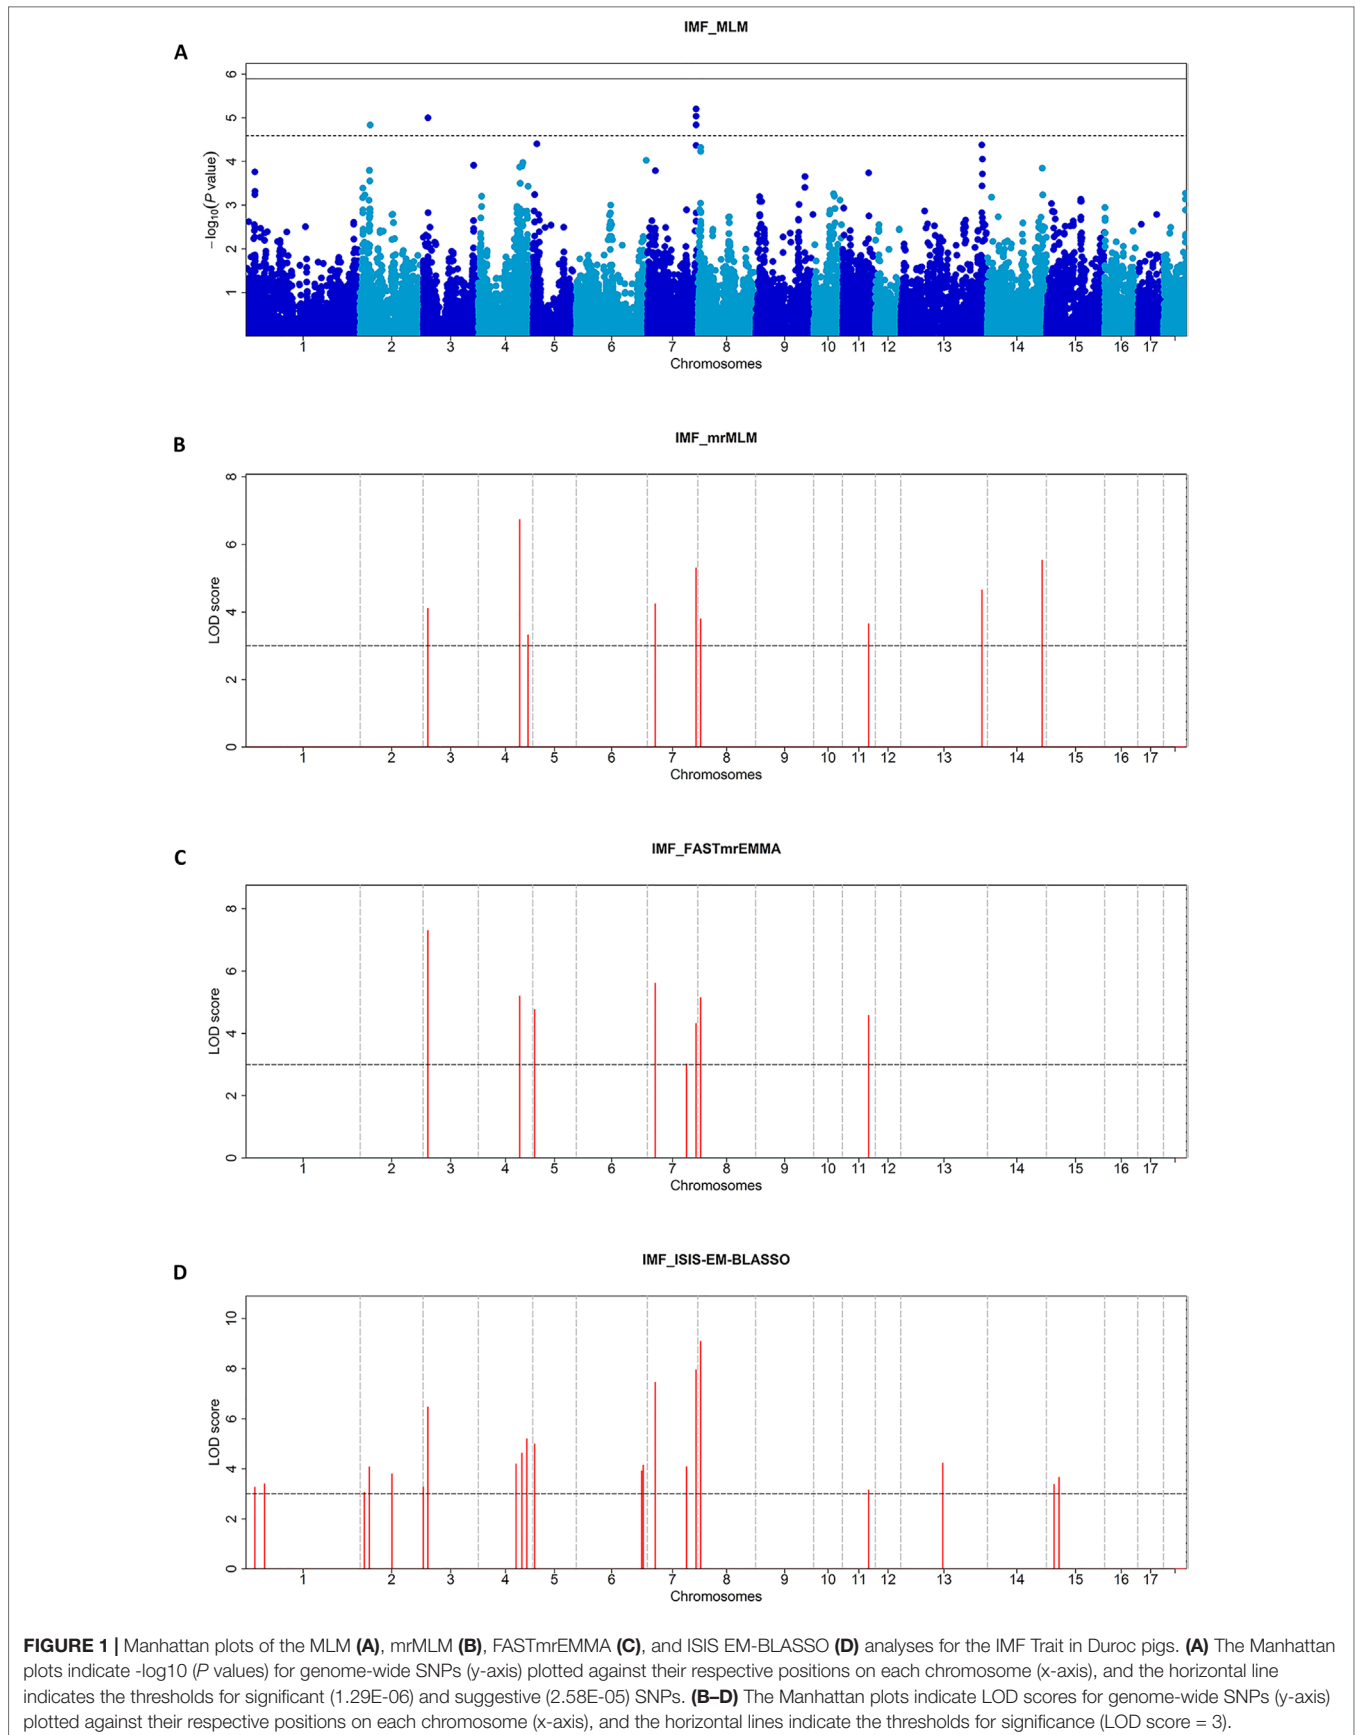 IMF_MLM
A
6
5
4
3
2
1
−log10(P value)
1 2 3 4 5 6 7 8 9 10 11 12 13 14 15 16 17
Chromosomes
IMF_mrMLM
B
8
6
4
2
0
LOD score
1 2 3 4 5 6 7 8 9 10 11 12 13 14 15 16 17
Chromosomes
IMF_FASTmrEMMA
C
8
6
4
2
0
LOD score
1 2 3 4 5 6 7 8 9 10 11 12 13 14 15 16 17
Chromosomes
IMF_ISIS-EM-BLASSO
D
10
8
6
4
2
0
LOD score
1 2 3 4 5 6 7 8 9 10 11 12 13 14 15 16 17
Chromosomes
FIGURE 1 | Manhattan plots of the MLM (A), mrMLM (B), FASTmrEMMA (C), and ISIS EM-BLASSO (D) analyses for the IMF Trait in Duroc pigs. (A) The Manhattan
plots indicate -log10 (P values) for genome-wide SNPs (y-axis) plotted against their respective positions on each chromosome (x-axis), and the horizontal line
indicates the thresholds for significant (1.29E-06) and suggestive (2.58E-05) SNPs. (B–D) The Manhattan plots indicate LOD scores for genome-wide SNPs (y-axis)
plotted against their respective positions on each chromosome (x-axis), and the horizontal lines indicate the thresholds for significance (LOD score = 3).